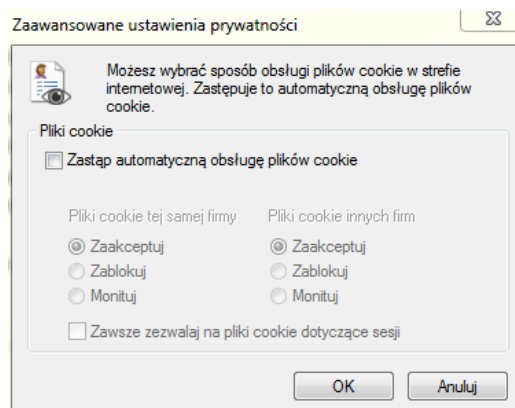 Zaawansowane ustawienia prywatności
Możesz wybrać sposób obsługi plików cookie w strefie
internetowej. Zastępuje to automatyczną obsługę plików
cookie.
Pliki cookie
Zastąp automatyczną obsługę plików cookie
Pliki cookie tej samej firmy Pliki cookie innych firm
Zaakceptuj Zaakceptuj
Zablokuj Zablokuj
Monituj Monituj
Zawsze zezwalaj na pliki cookie dotyczące sesji
OK Anuluj